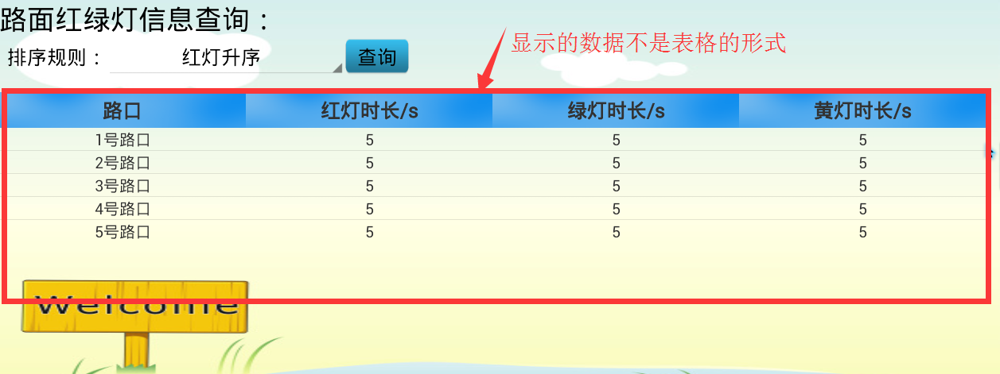 路面红绿灯信息查询：
排序规则： 红灯升序 查询
显示的数据不是表格的形式
路口 红灯时长/s 绿灯时长/s 黄灯时长/s
1号路口 5 5 5
2号路口 5 5 5
3号路口 5 5 5
4号路口 5 5 5
5号路口 5 5 5
Welcome